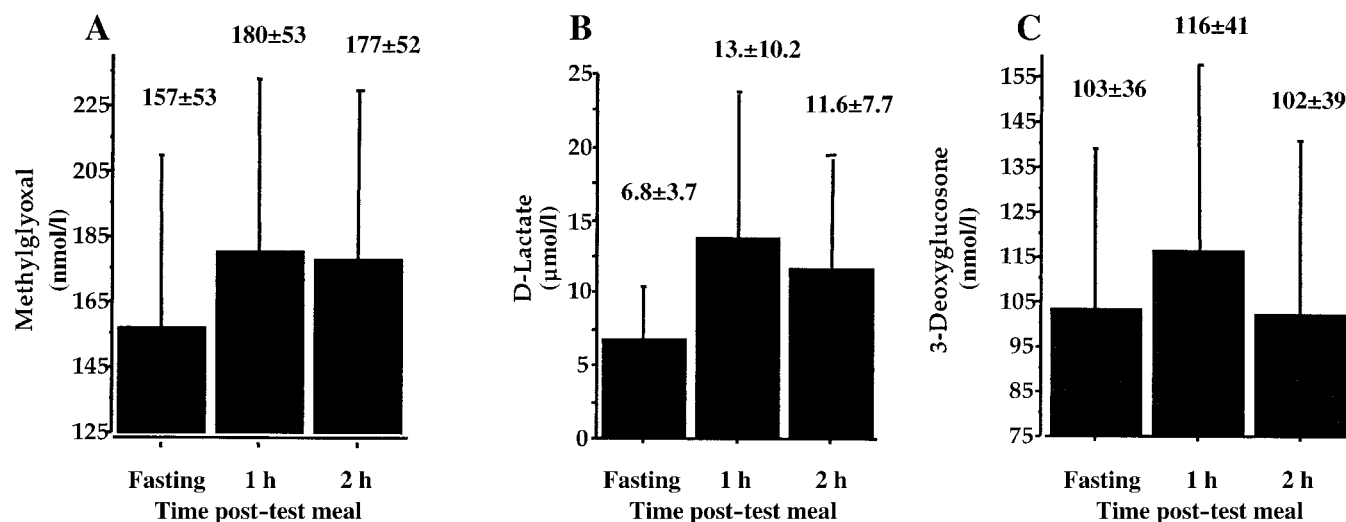 A
157±53
180±53
177±52
Methylglyoxal
(nmol/l)
225
205
185
165
145
125
Fasting 1 h 2 h
Time post-test meal
B
6.8±3.7
13.±10.2
11.6±7.7
D-Lactate
(µmol/l)
25
20
15
10
5
0
Fasting 1 h 2 h
Time post-test meal
C
103±36
116±41
102±39
3-Deoxyglucosone
(nmol/l)
155
145
135
125
115
105
95
85
75
Fasting 1 h 2 h
Time post-test meal